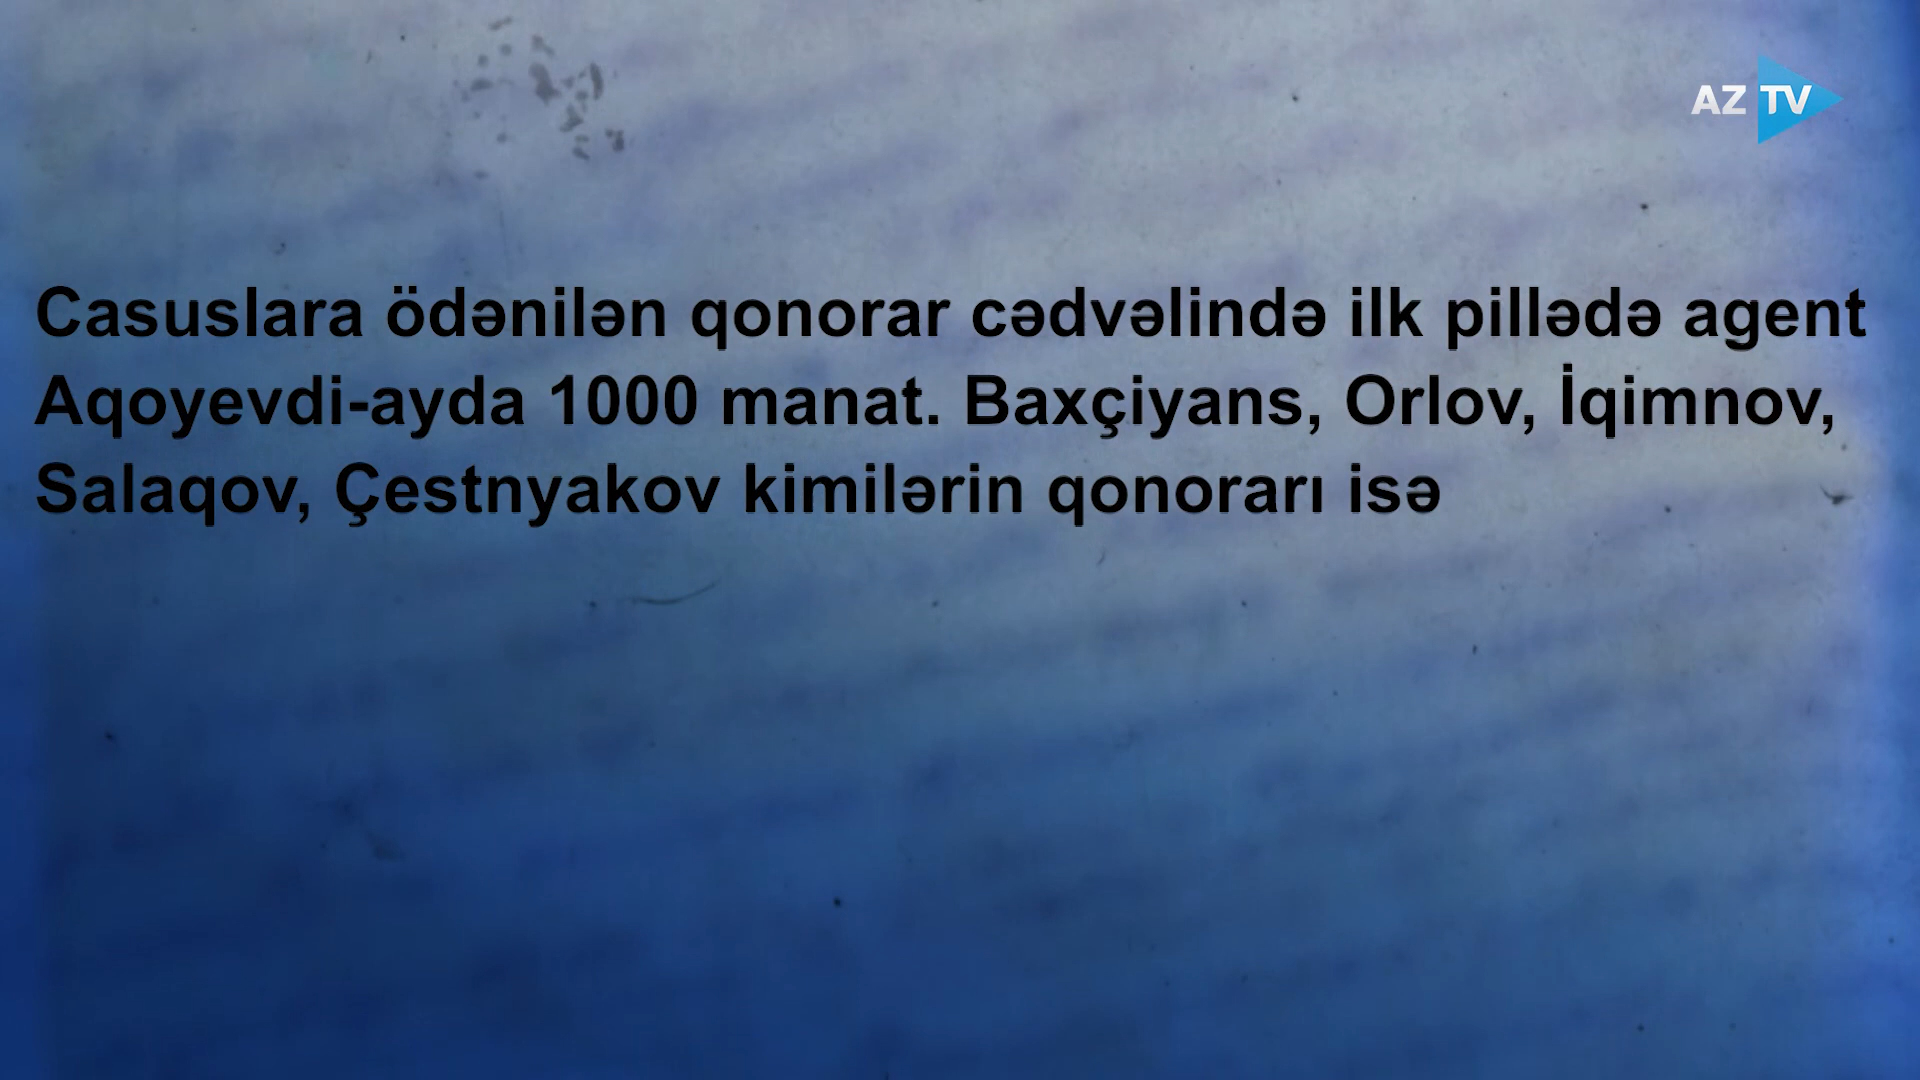 AZ TV
Casuslara ödənilən qonorar cədvəlində ilk pillədə agent
Aqoyevdi-ayda 1000 manat. Baxçiyans, Orlov, İqimnov,
Salaqov, Çestnyakov kimilərin qonorarı isə